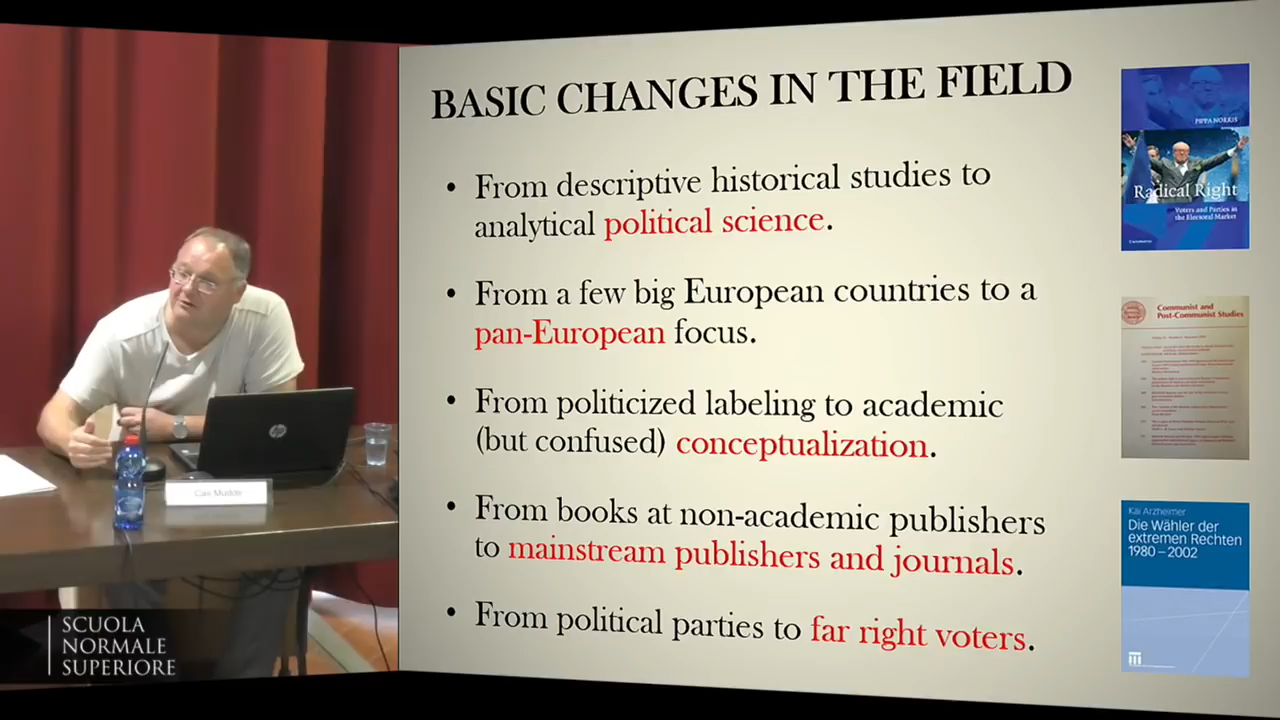 BASIC CHANGES IN THE FIELD
• From descriptive historical studies to
analytical political science.
• From a few big European countries to a
pan-European focus.
• From politicized labeling to academic
(but confused) conceptualization.
• From books at non-academic publishers
to mainstream publishers and journals.
• From political parties to far right voters.
PIPPA NORRIS
Radical Right
Voters and Parties in
the Electoral Market
Communist and
Post-Communist Studies
Kai Arzheimer
Die Wähler der
extremen Rechten
1980–2002
hp
Cas Mudde
SCUOLA
NORMALE
SUPERIORE